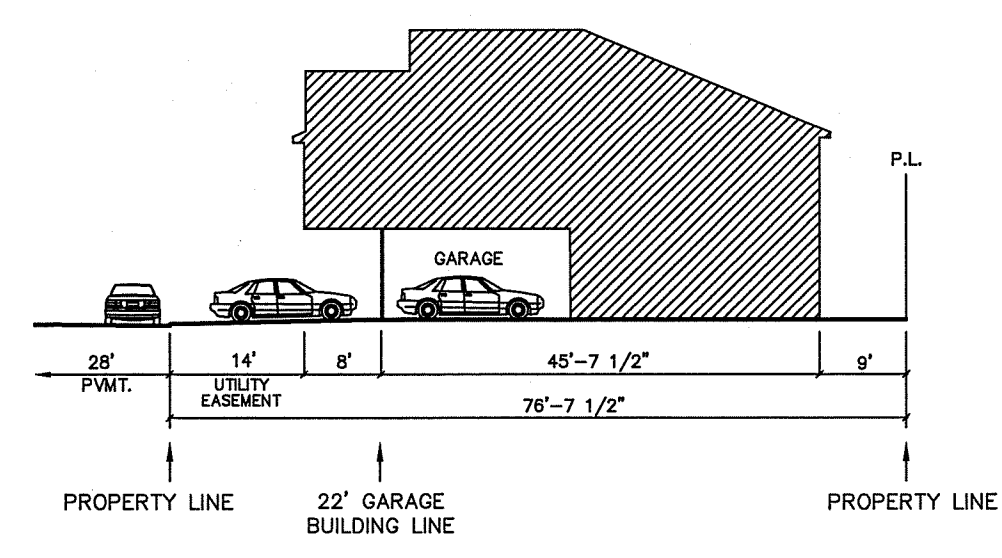 P.L.
GARAGE
28'
PVMT.
14'
UTILITY
EASEMENT
8'
45'-7 1/2"
9'
76'-7 1/2"
PROPERTY LINE
22' GARAGE
BUILDING LINE
PROPERTY LINE